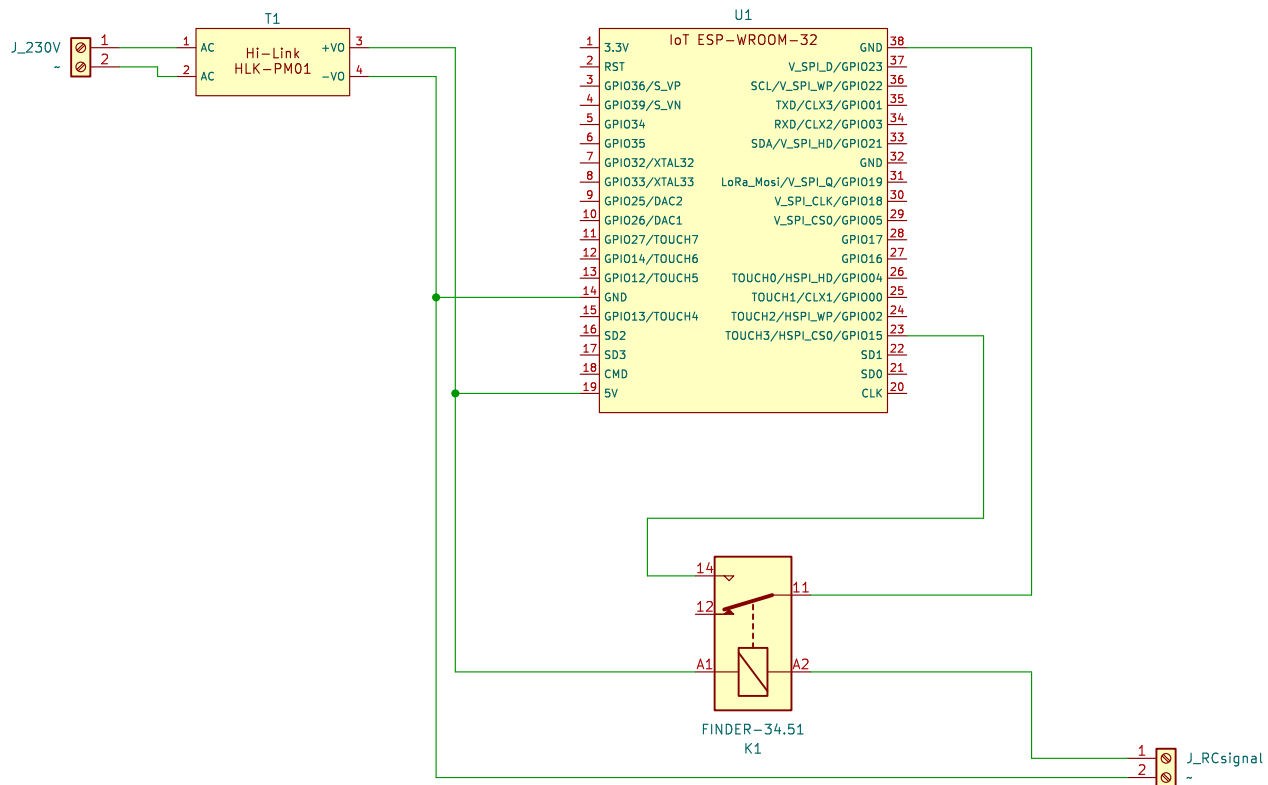 T1
J_230V
1
2
~
1 AC
2 AC
Hi-Link
HLK-PM01
+VO 3
-VO 4
U1
IoT ESP-WROOM-32
1 3.3V
2 RST
3 GPIO36/S_VP
4 GPIO39/S_VN
5 GPIO34
6 GPIO35
7 GPIO32/XTAL32
8 GPIO33/XTAL33
9 GPIO25/DAC2
10 GPIO26/DAC1
11 GPIO27/TOUCH7
12 GPIO14/TOUCH6
13 GPIO12/TOUCH5
14 GND
15 GPIO13/TOUCH4
16 SD2
17 SD3
18 CMD
19 5V
GND 38
V_SPI_D/GPIO23 37
SCL/V_SPI_WP/GPIO22 36
TXD/CLX3/GPIO01 35
RXD/CLX2/GPIO03 34
SDA/V_SPI_HD/GPIO21 33
GND 32
LoRa_Mosi/V_SPI_Q/GPIO19 31
V_SPI_CLK/GPIO18 30
V_SPI_CS0/GPIO05 29
GPIO17 28
GPIO16 27
TOUCH0/HSPI_HD/GPIO04 26
TOUCH1/CLX1/GPIO00 25
TOUCH2/HSPI_WP/GPIO02 24
TOUCH3/HSPI_CS0/GPIO15 23
SD1 22
SD0 21
CLK 20
14
11
12
A1
A2
FINDER-34.51
K1
1
2
J_RCsignal
~